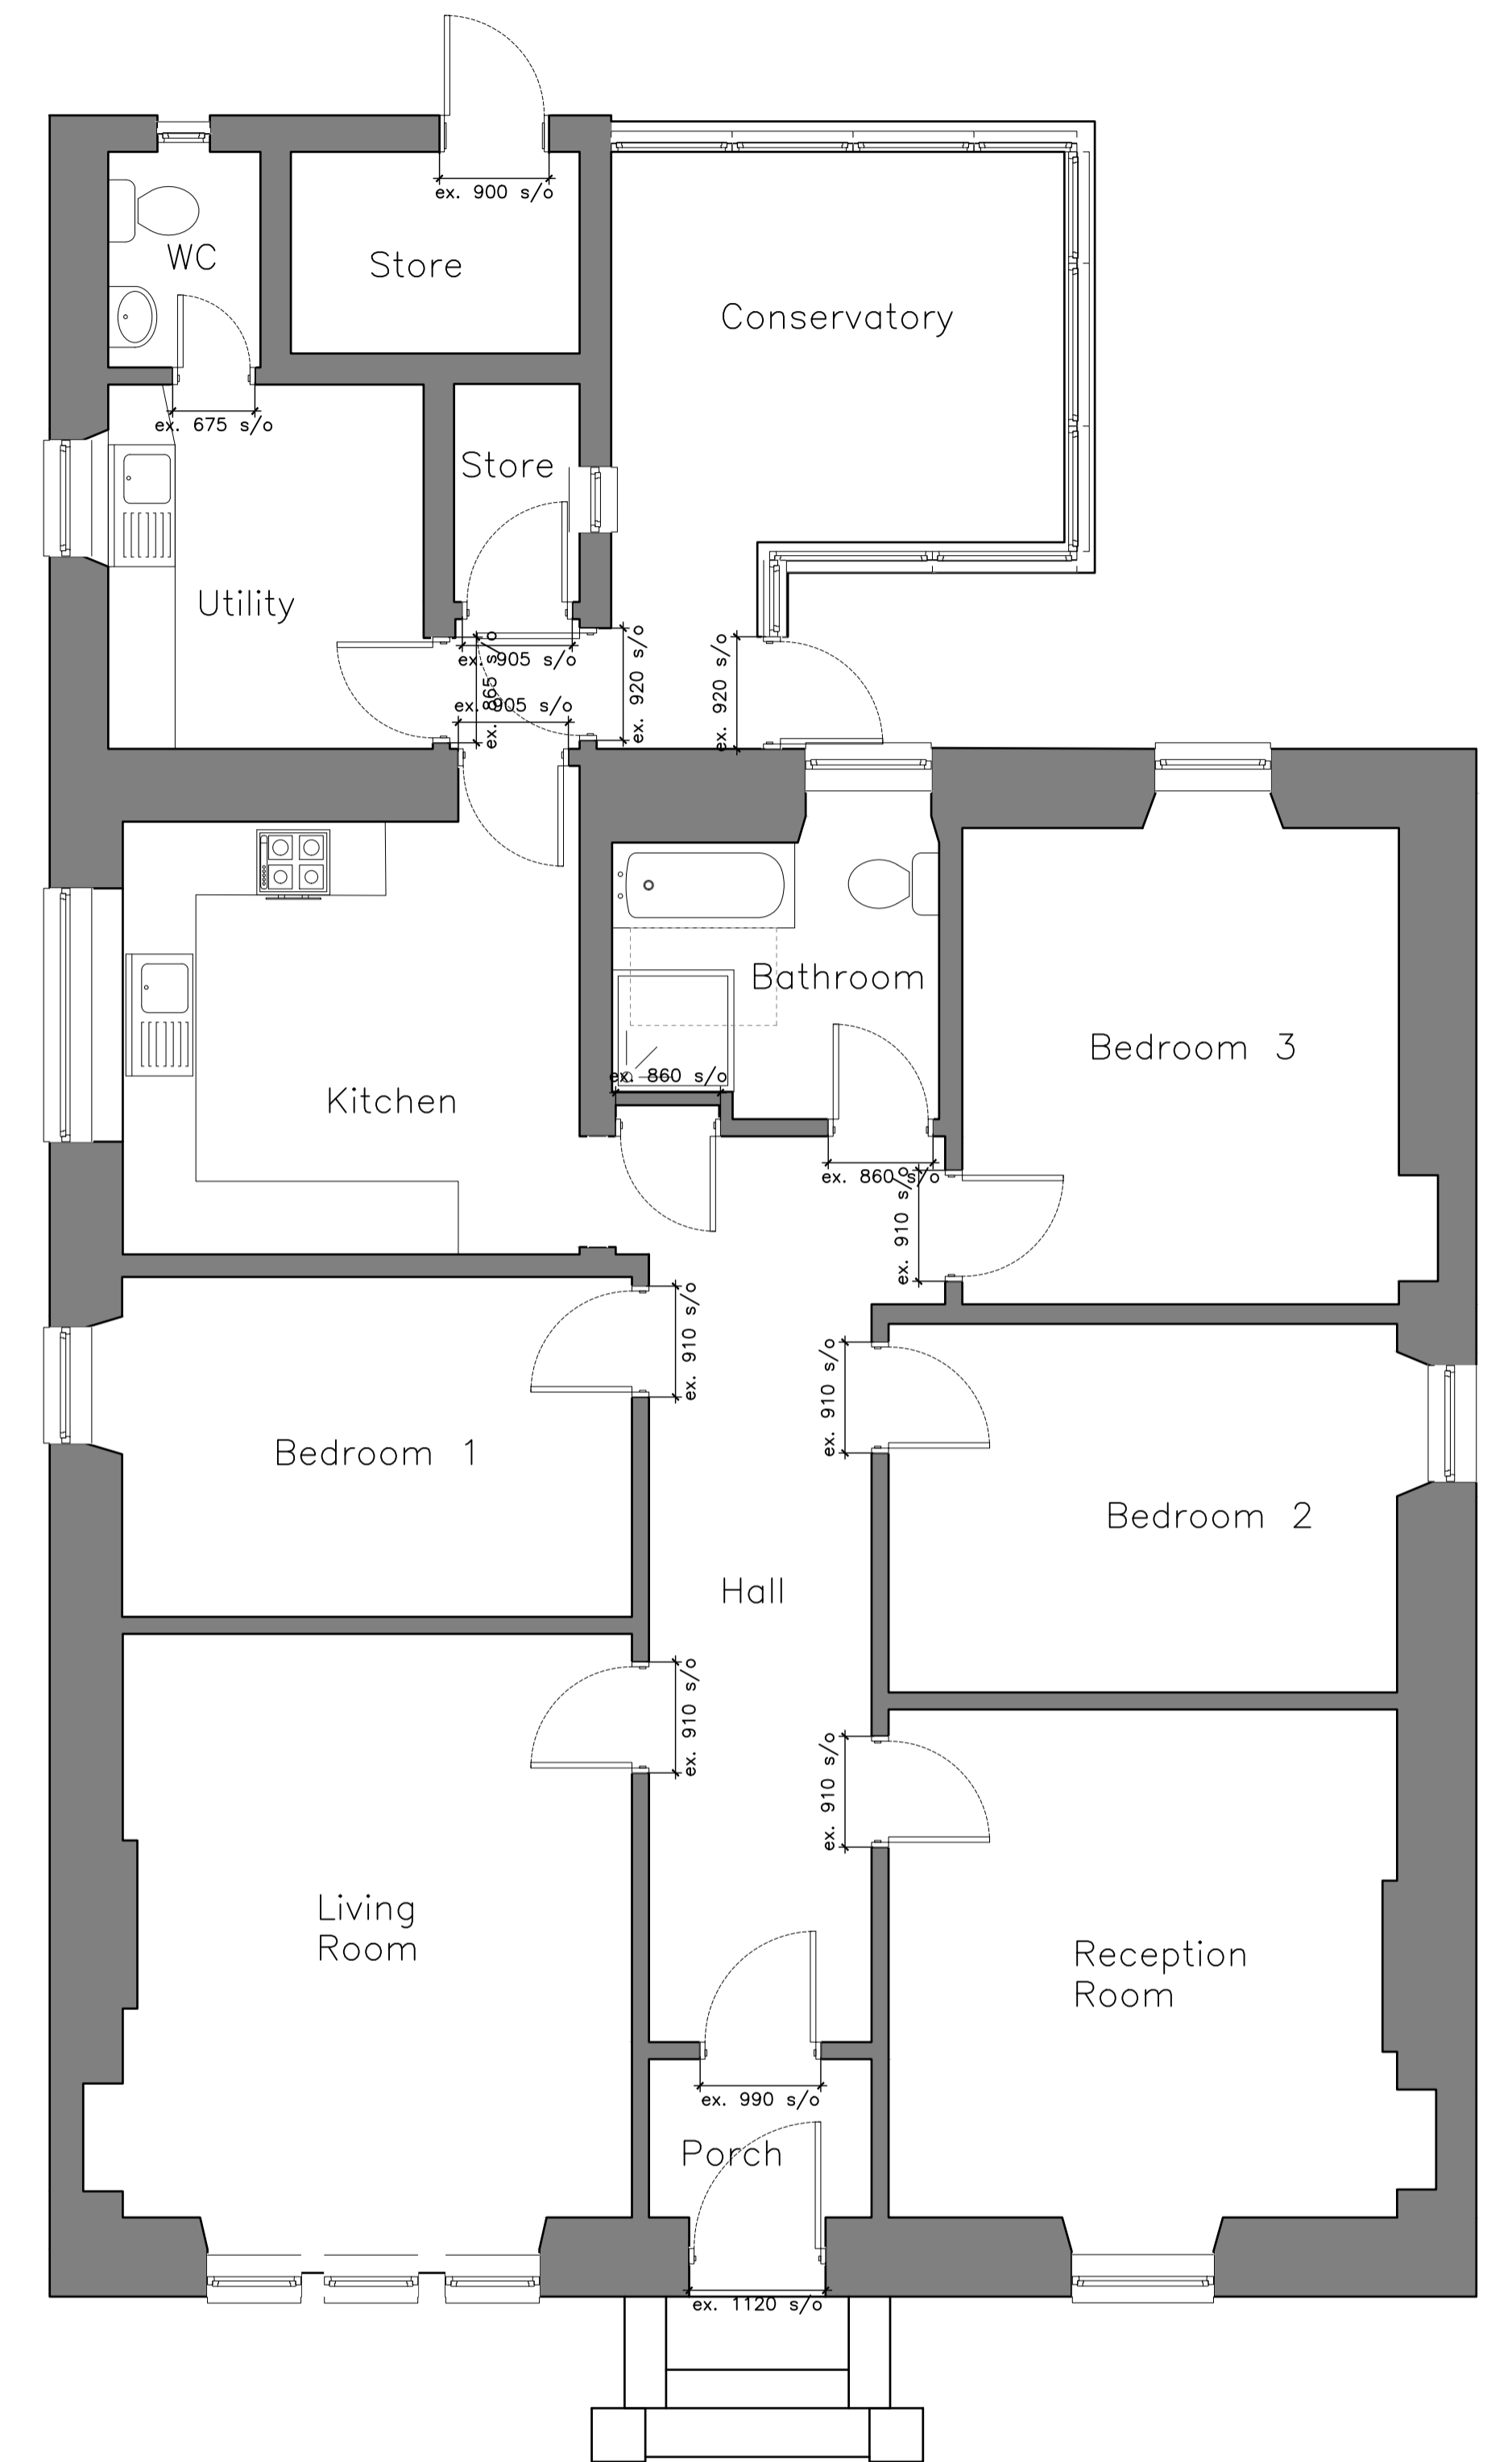 ex. 900 s/o
WC
Store
Conservatory
ex. 675 s/o
Store
Utility
ex. 905 s/o
ex. 865 s/o
ex. 920 s/o
ex. 920 s/o
ex. 905 s/o
Bathroom
Bedroom 3
ex. 860 s/o
Kitchen
ex. 860 s/o
ex. 910 s/o
ex. 910 s/o
ex. 910 s/o
Bedroom 1
Bedroom 2
Hall
ex. 910 s/o
ex. 910 s/o
Living
Room
Reception
Room
ex. 990 s/o
Porch
ex. 1120 s/o